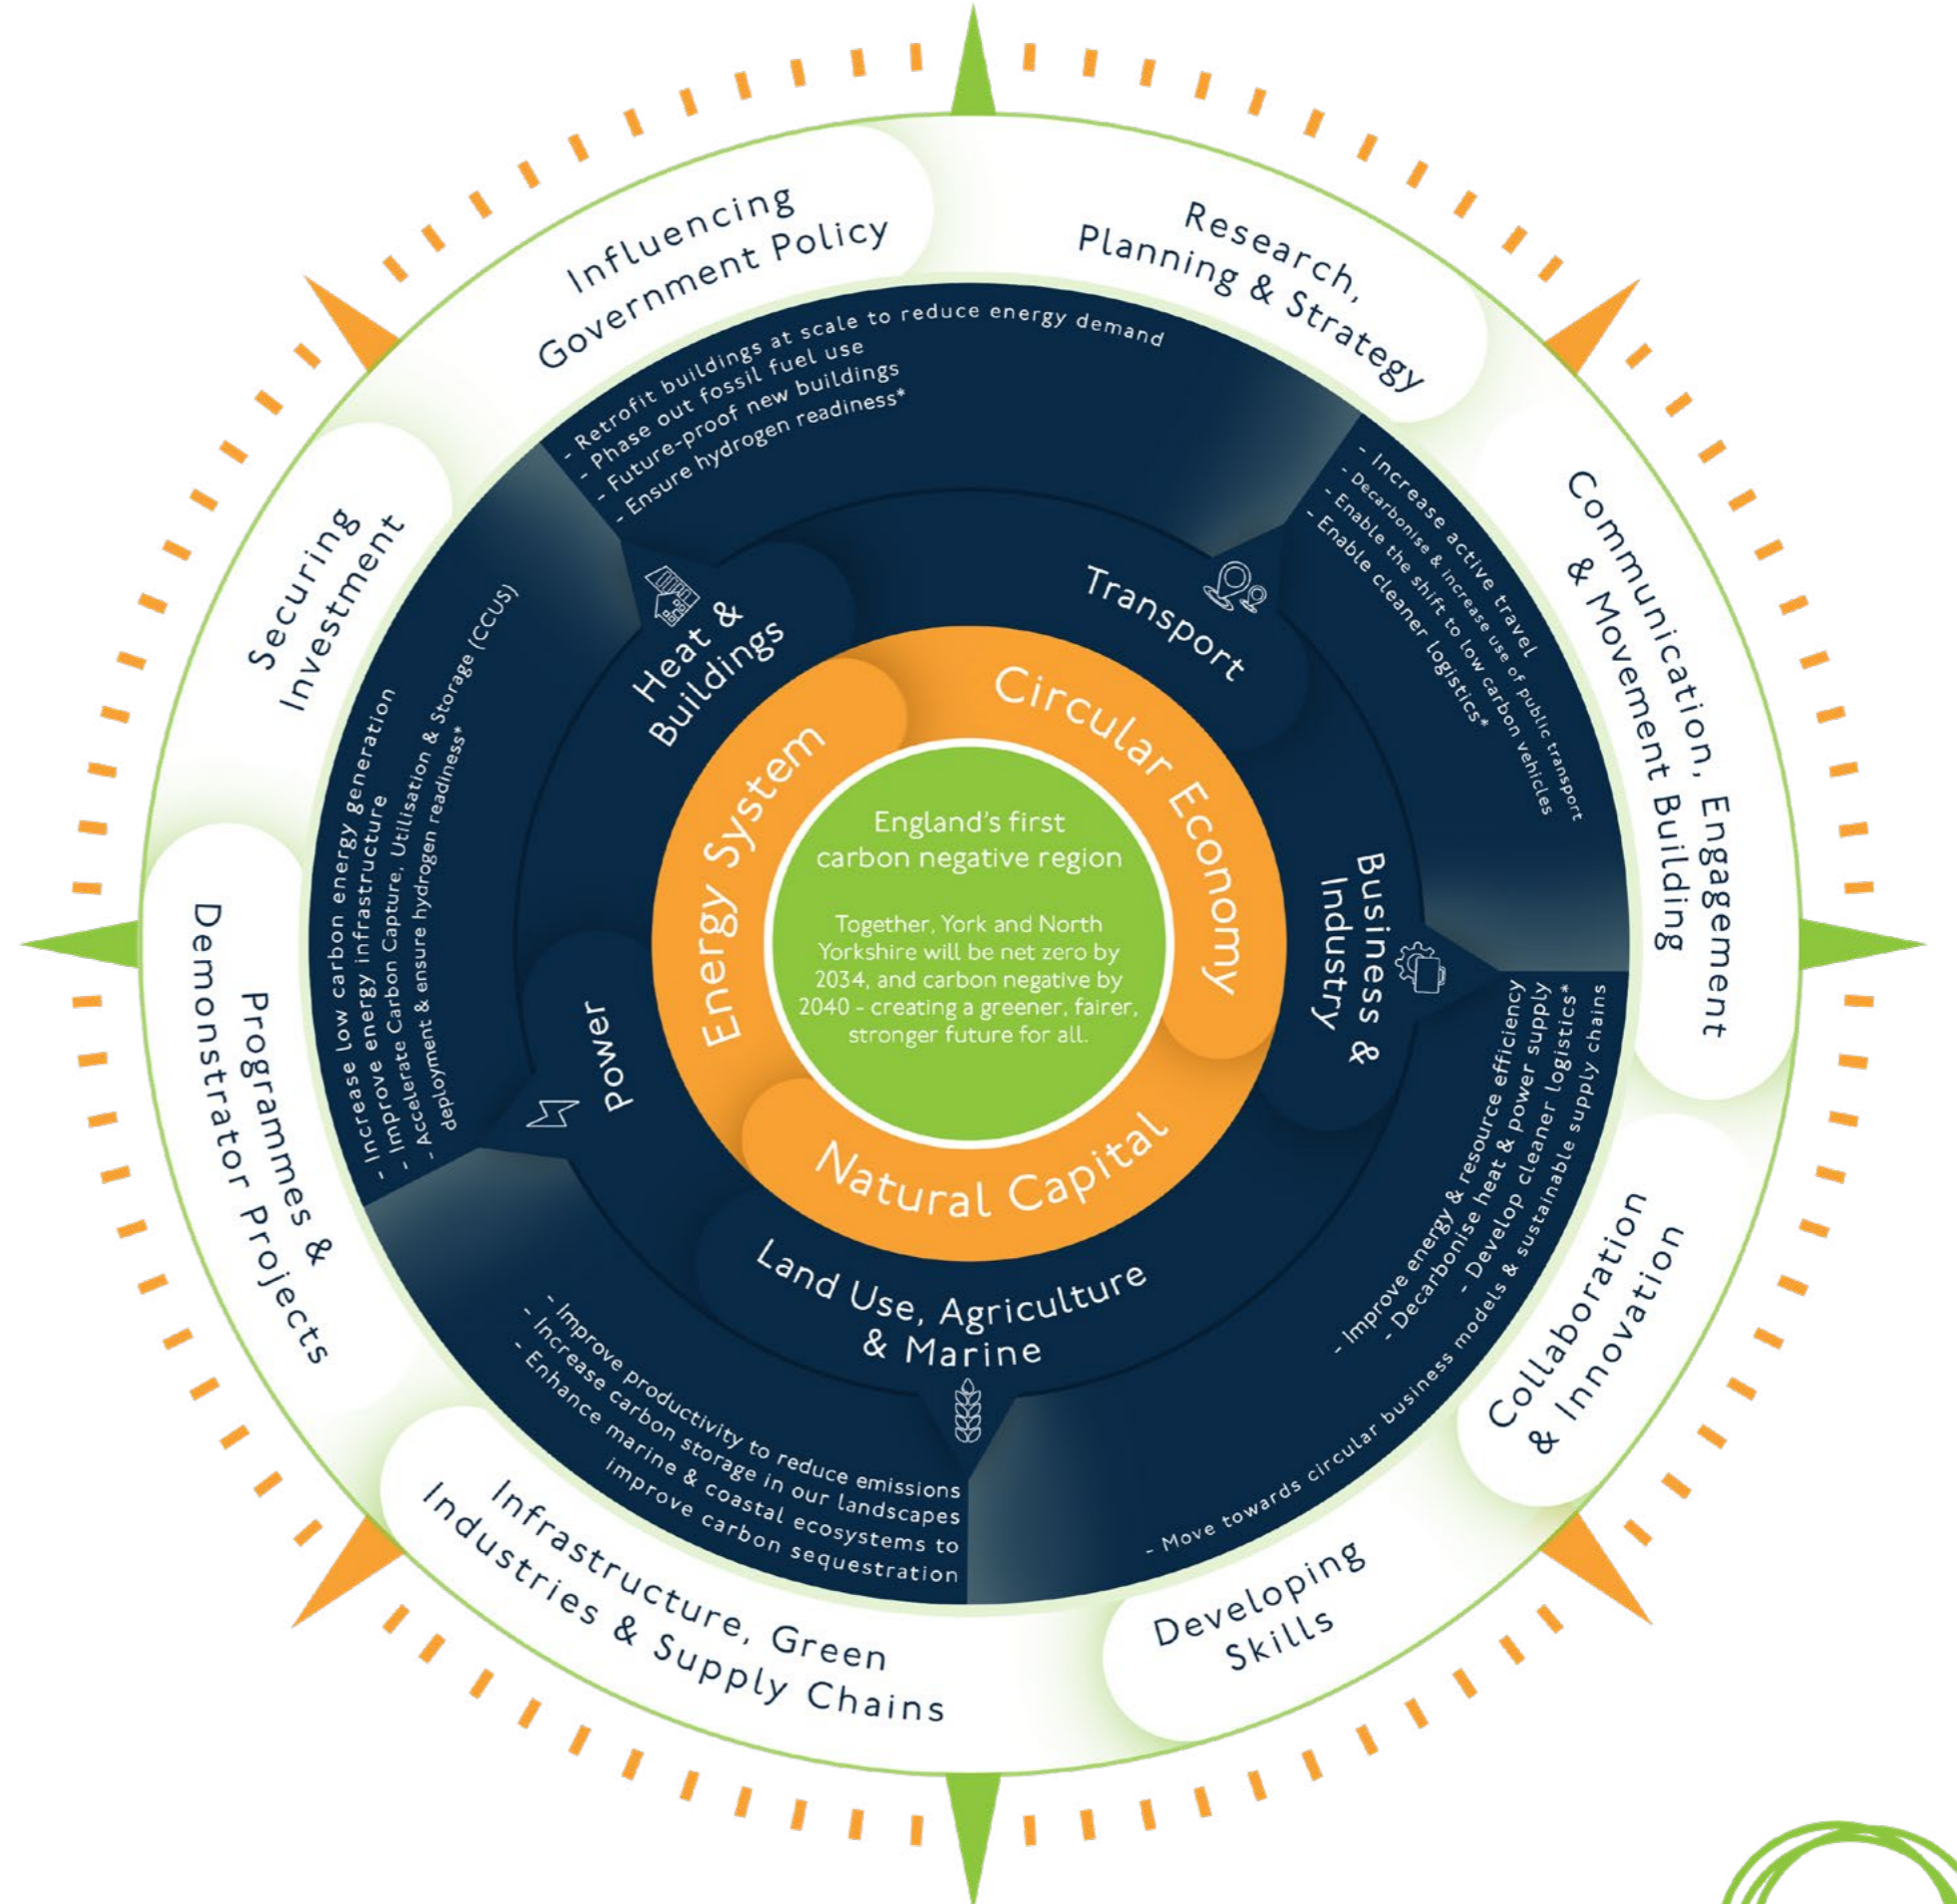 England's first
carbon negative region
Together, York and North
Yorkshire will be net zero by
2034, and carbon negative by
2040 - creating a greener, fairer,
stronger future for all.
Energy System
Circular Economy
Natural Capital
Heat &
Buildings
Transport
Business &
Industry
Land Use, Agriculture
& Marine
Power
- Retrofit buildings at scale to reduce energy demand
- Phase out fossil fuel use
- Future-proof new buildings
- Ensure hydrogen readiness*
- Increase active travel
- Decarbonise & increase use of public transport
- Enable the shift to low carbon vehicles
- Enable cleaner logistics*
- Improve energy & resource efficiency
- Decarbonise heat & power supply
- Develop cleaner logistics*
- Move towards circular business models & sustainable supply chains
- Improve productivity to reduce emissions
- Increase carbon storage in our landscapes
- Enhance marine & coastal ecosystems to
improve carbon sequestration
- Increase low carbon energy generation
- Improve energy infrastructure
- Accelerate Carbon Capture, Utilisation & Storage (CCUS)
- Accelerate
deployment & ensure hydrogen readiness*
Influencing
Government Policy
Research,
Planning & Strategy
Communication, Engagement
& Movement Building
Collaboration
& Innovation
Developing
Skills
Infrastructure, Green
Industries & Supply Chains
Programmes &
Demonstrator Projects
Securing
Investment